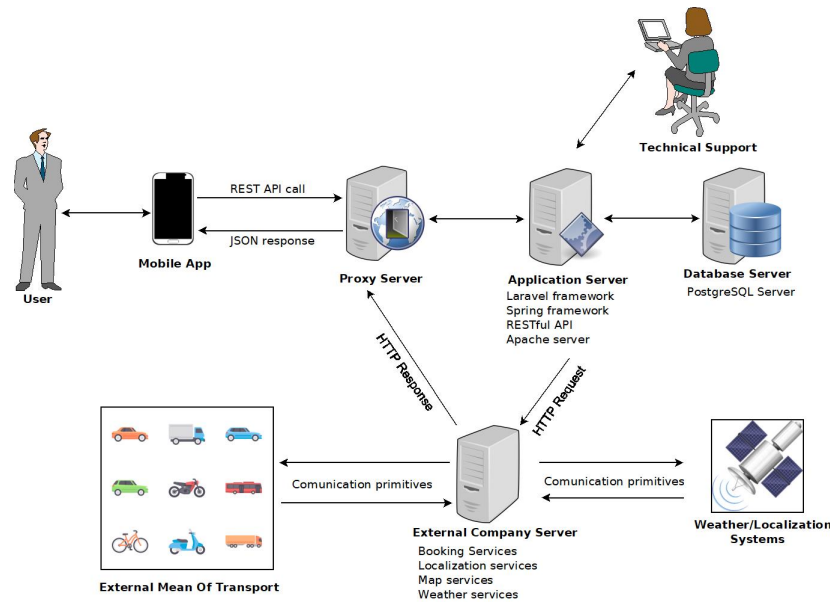 Technical Support
REST API call
JSON response
Mobile App
User
Proxy Server
Application Server
Laravel framework
Spring framework
RESTful API
Apache server
Database Server
PostgreSQL Server
HTTP Response
HTTP Request
Comunication primitives
Comunication primitives
External Mean Of Transport
External Company Server
Booking Services
Localization services
Map services
Weather services
Weather/Localization
Systems